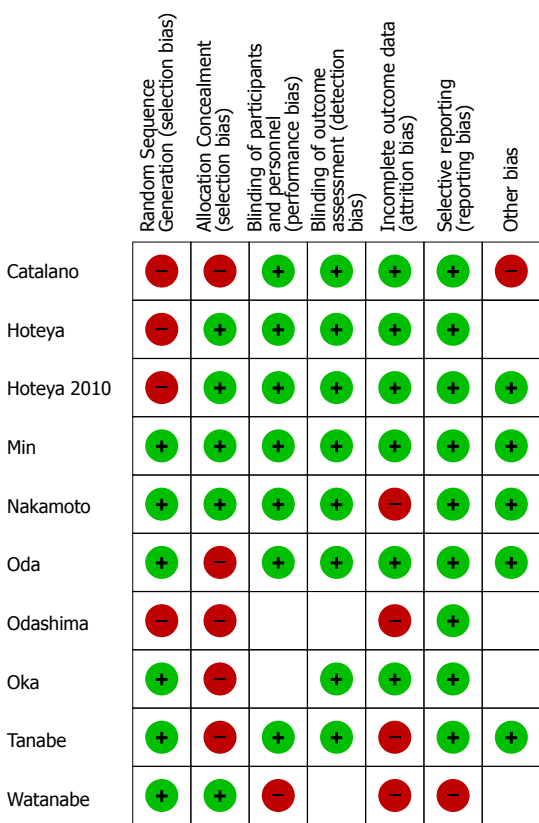 Random Sequence
Generation (selection bias)
Allocation Concealment
(selection bias)
Blinding of participants
and personnel
(performance bias)
Blinding of outcome
assessment (detection
bias)
Incomplete outcome data
(attrition bias)
Selective reporting
(reporting bias)
Other bias
Catalano − − + + + + −
Hoteya − + + + + +
Hoteya 2010 − + + + + + +
Min + + + + + + +
Nakamoto + + + + − + +
Oda + − + + + + +
Odashima − − − +
Oka + − + + +
Tanabe + − + + − + +
Watanabe + + − − −